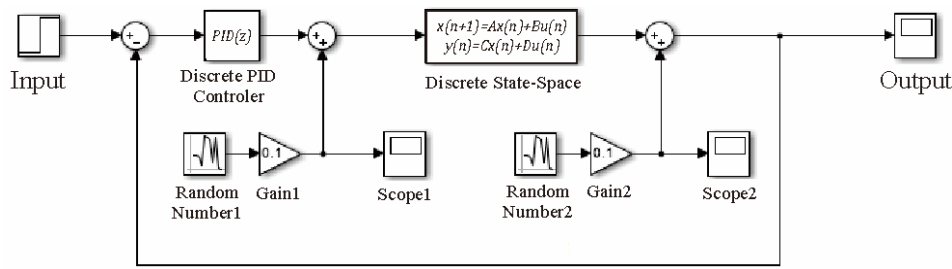 Input
+
-
PID(z)
Discrete PID
Controler
+
+
x(n+1)=Ax(n)+Bu(n)
y(n)=Cx(n)+Du(n)
Discrete State-Space
+
+
Output
Random
Number1
0.1
Gain1
Scope1
Random
Number2
0.1
Gain2
Scope2